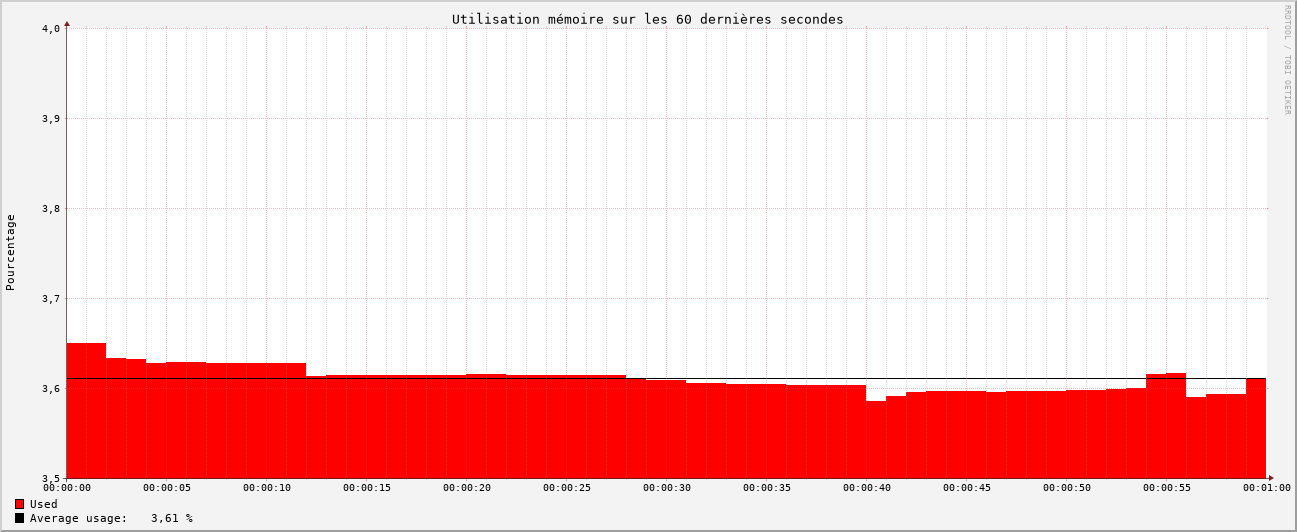 Utilisation mémoire sur les 60 dernières secondes
RRDTOOL / TOBI OETIKER
Pourcentage
4,0
3,9
3,8
3,7
3,6
3,5
00:00:00 00:00:05 00:00:10 00:00:15 00:00:20 00:00:25 00:00:30 00:00:35 00:00:40 00:00:45 00:00:50 00:00:55 00:01:00
Used
Average usage: 3,61 %